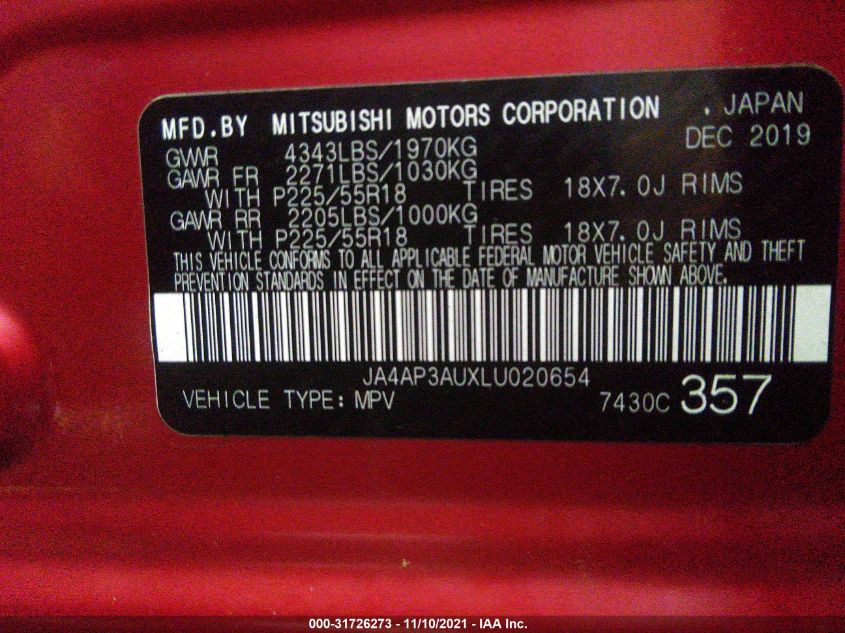 MFD.BY MITSUBISHI MOTORS CORPORATION . JAPAN
DEC 2019
GVWR 4343LBS/1970KG
GAWR FR 2271LBS/1030KG
WITH P225/55R18 TIRES 18X7.0J RIMS
GAWR RR 2205LBS/1000KG
WITH P225/55R18 TIRES 18X7.0J RIMS
THIS VEHICLE CONFORMS TO ALL APPLICABLE FEDERAL MOTOR VEHICLE SAFETY AND THEFT
PREVENTION STANDARDS IN EFFECT ON THE DATE OF MANUFACTURE SHOWN ABOVE.
JA4AP3AUXLU020654
VEHICLE TYPE: MPV 7430C 357
000-31726273 - 11/10/2021 - IAA Inc.